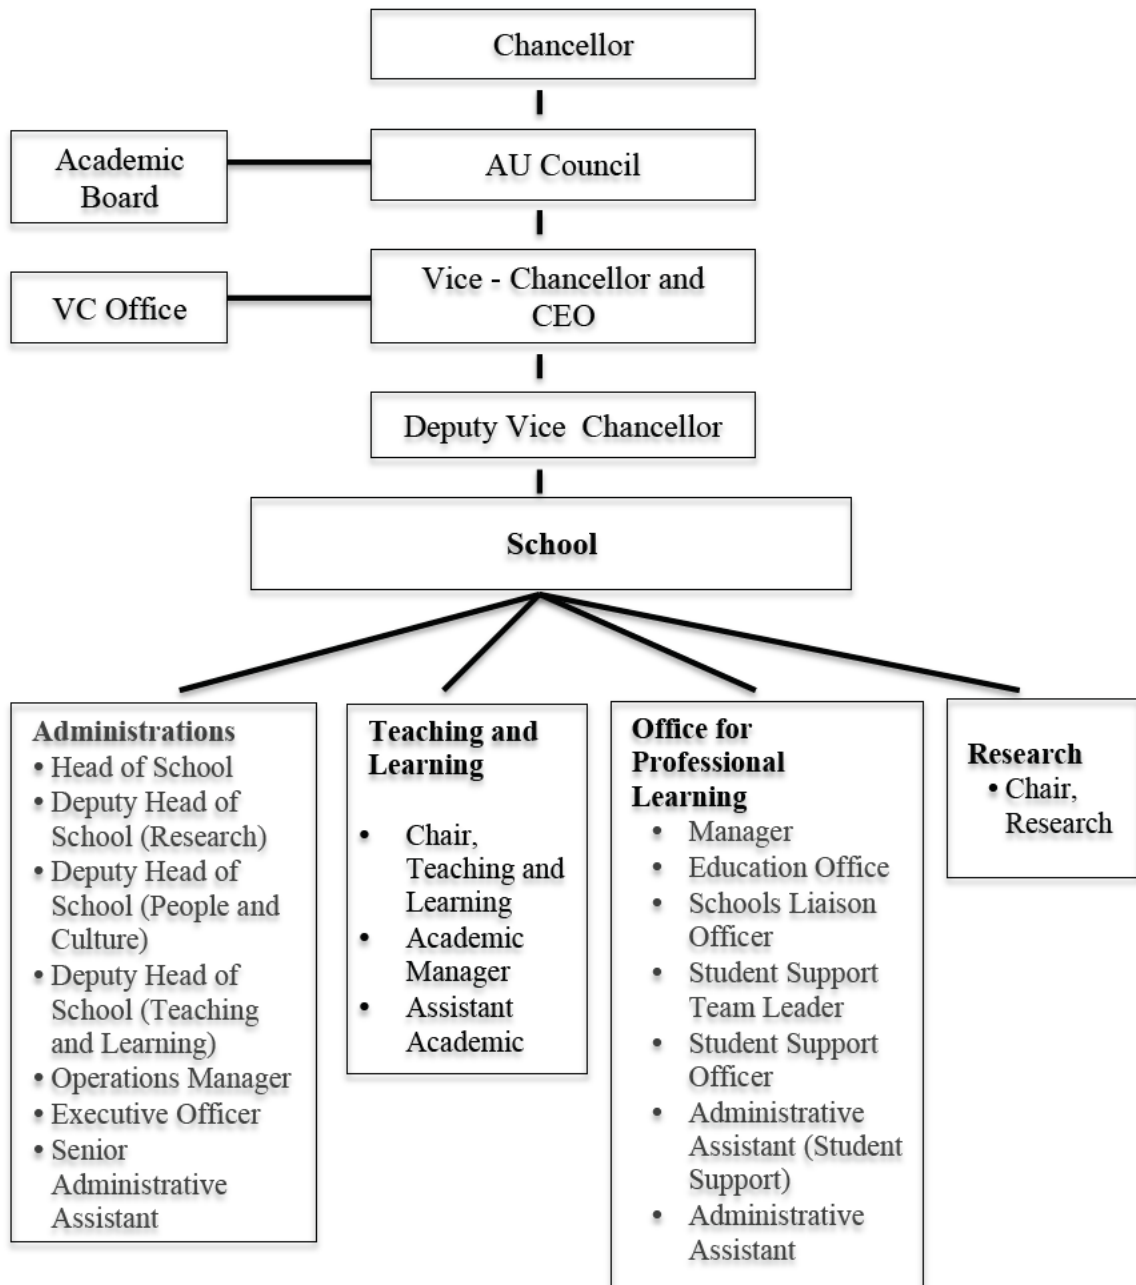 Chancellor
Academic
Board
AU Council
VC Office
Vice - Chancellor and
CEO
Deputy Vice  Chancellor
School
Administrations
• Head of School
• Deputy Head of
School (Research)
• Deputy Head of
School (People and
Culture)
• Deputy Head of
School (Teaching
and Learning)
• Operations Manager
• Executive Officer
• Senior
Administrative
Assistant
Teaching and
Learning
• Chair,
Teaching and
Learning
• Academic
Manager
• Assistant
Academic
Office for
Professional
Learning
• Manager
• Education Office
• Schools Liaison
Officer
• Student Support
Team Leader
• Student Support
Officer
• Administrative
Assistant (Student
Support)
• Administrative
Assistant
Research
• Chair,
Research